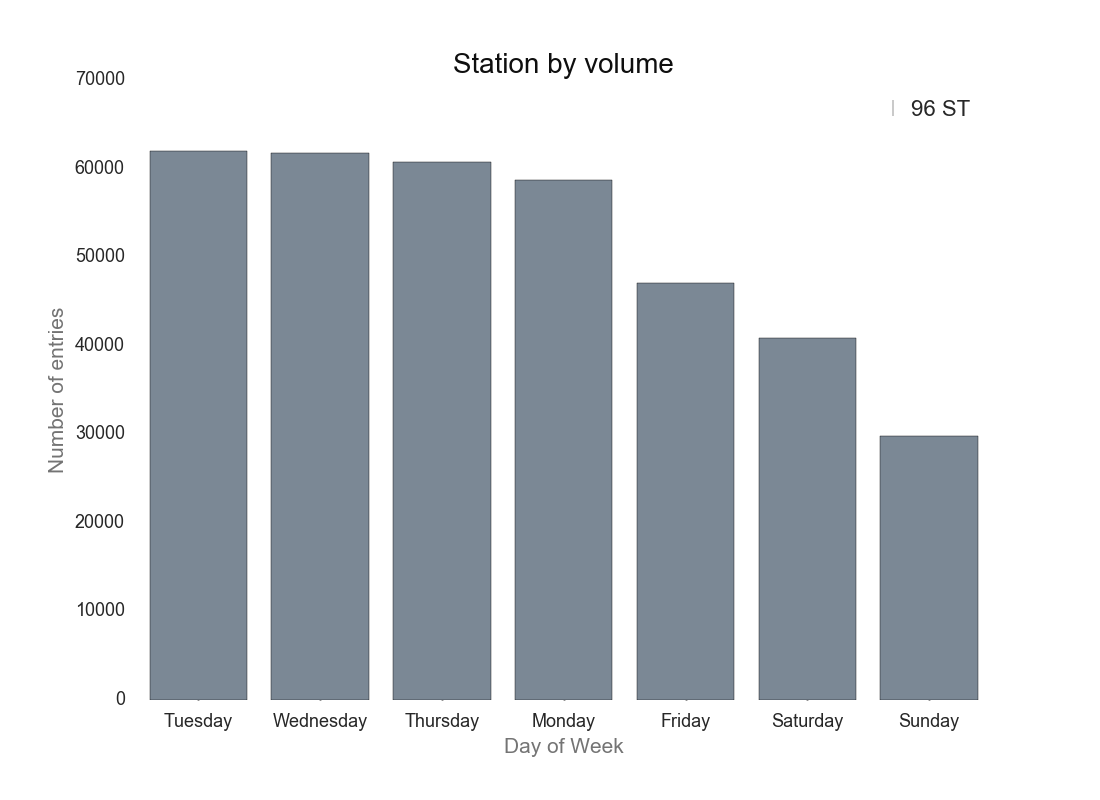 Station by volume
96 ST
70000
60000
50000
40000
30000
20000
10000
0
Number of entries
Tuesday Wednesday Thursday Monday Friday Saturday Sunday
Day of Week